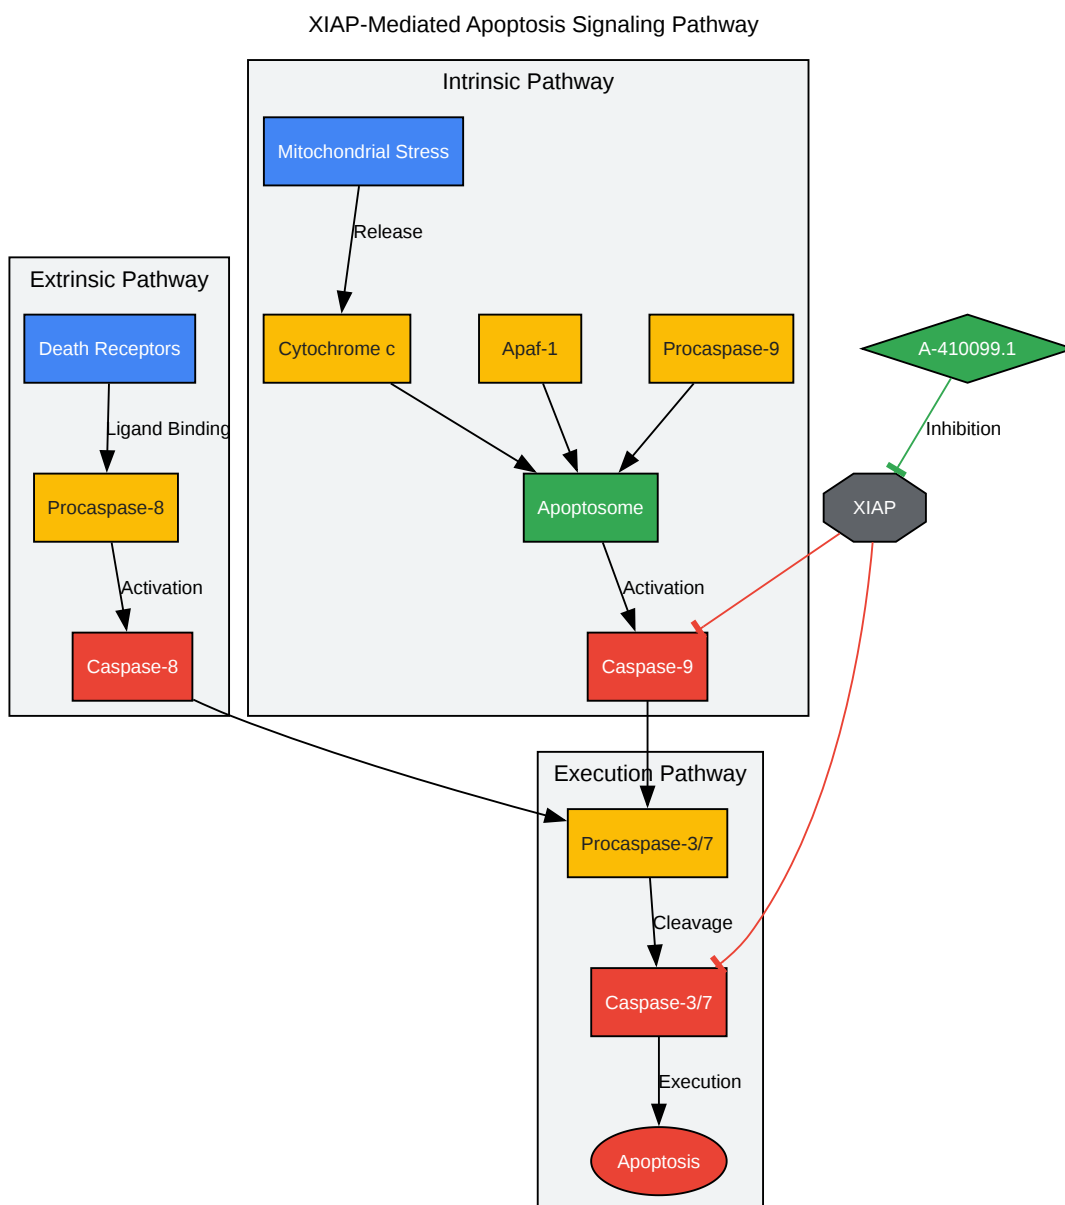 XIAP-Mediated Apoptosis Signaling Pathway
Intrinsic Pathway
Mitochondrial Stress
Release
Extrinsic Pathway
Death Receptors
Cytochrome c
Apaf-1
Procaspase-9
A-410099.1
Ligand Binding
Inhibition
Procaspase-8
Apoptosome
XIAP
Activation
Activation
Caspase-8
Caspase-9
Execution Pathway
Procaspase-3/7
Cleavage
Caspase-3/7
Execution
Apoptosis